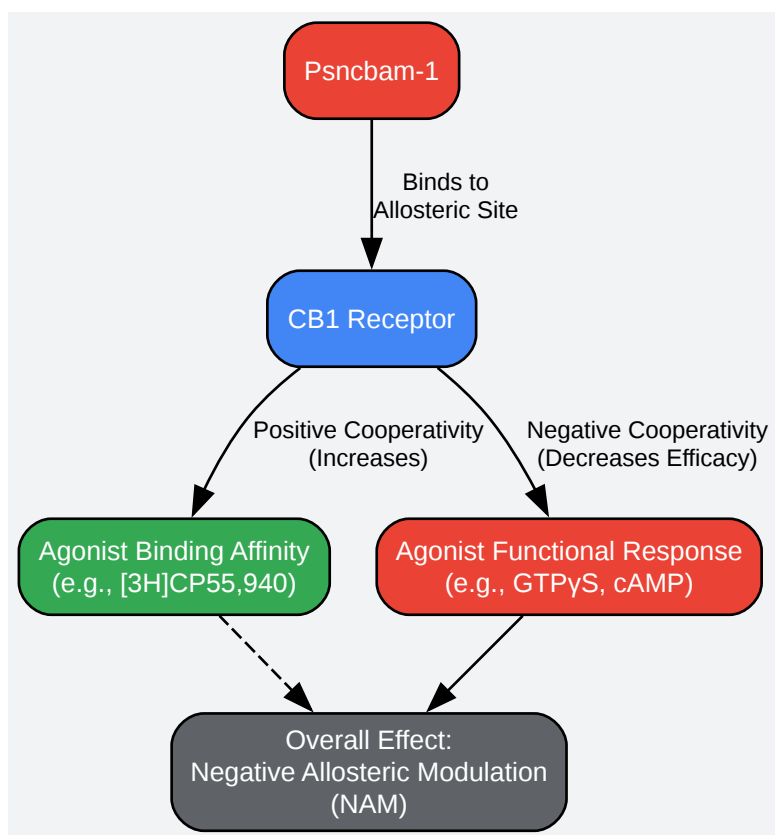 Psncbam-1
Binds to
Allosteric Site
CB1 Receptor
Positive Cooperativity
(Increases)
Negative Cooperativity
(Decreases Efficacy)
Agonist Binding Affinity
(e.g., [3H]CP55,940)
Agonist Functional Response
(e.g., GTPγS, cAMP)
Overall Effect:
Negative Allosteric Modulation
(NAM)